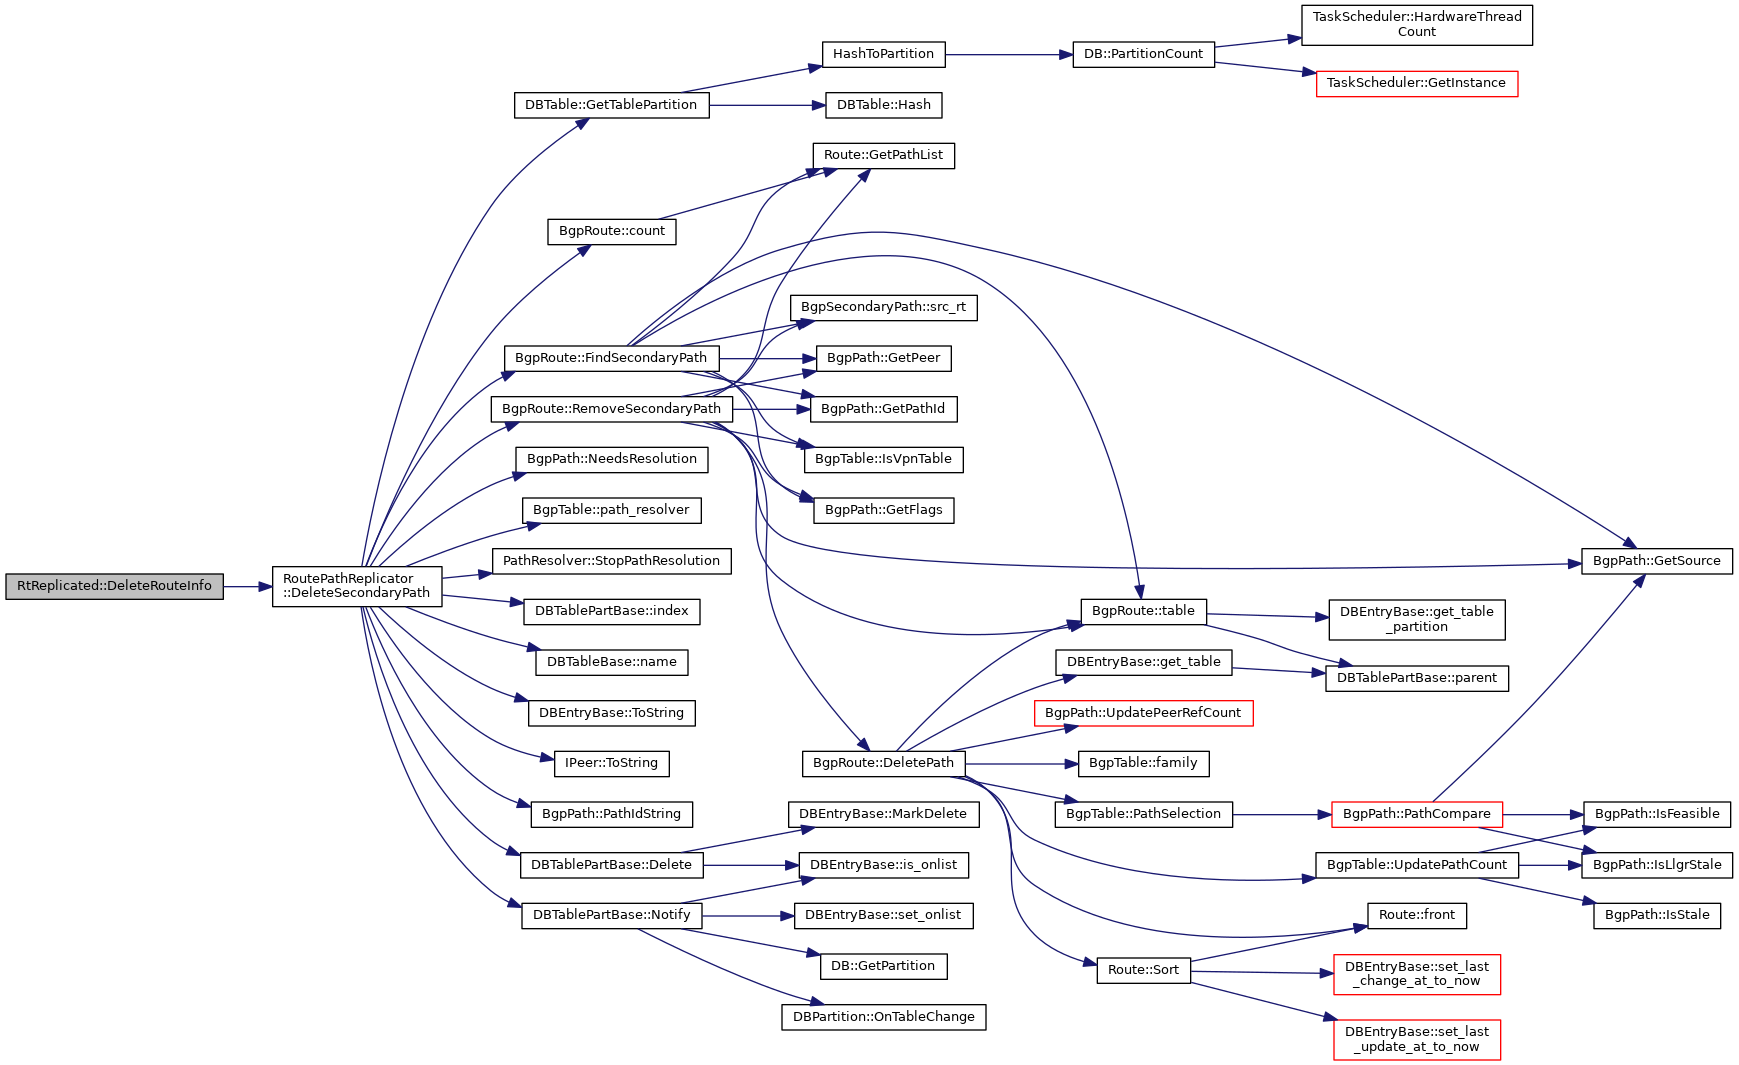 RtReplicated::DeleteRouteInfo
RoutePathReplicator
::DeleteSecondaryPath
DBTable::GetTablePartition
BgpRoute::count
BgpRoute::FindSecondaryPath
BgpRoute::RemoveSecondaryPath
BgpPath::NeedsResolution
BgpTable::path_resolver
PathResolver::StopPathResolution
DBTablePartBase::index
DBTableBase::name
DBEntryBase::ToString
IPeer::ToString
BgpPath::PathIdString
DBTablePartBase::Delete
DBTablePartBase::Notify
HashToPartition
DBTable::Hash
Route::GetPathList
BgpSecondaryPath::src_rt
BgpPath::GetPeer
BgpPath::GetPathId
BgpTable::IsVpnTable
BgpPath::GetFlags
BgpRoute::DeletePath
DBEntryBase::MarkDelete
DBEntryBase::is_onlist
DBEntryBase::set_onlist
DB::GetPartition
DBPartition::OnTableChange
DB::PartitionCount
BgpRoute::table
DBEntryBase::get_table
BgpPath::UpdatePeerRefCount
BgpTable::family
BgpTable::PathSelection
Route::Sort
TaskScheduler::HardwareThread
Count
TaskScheduler::GetInstance
DBEntryBase::get_table
_partition
DBTablePartBase::parent
BgpPath::PathCompare
BgpTable::UpdatePathCount
Route::front
DBEntryBase::set_last
_change_at_to_now
DBEntryBase::set_last
_update_at_to_now
BgpPath::GetSource
BgpPath::IsFeasible
BgpPath::IsLlgrStale
BgpPath::IsStale